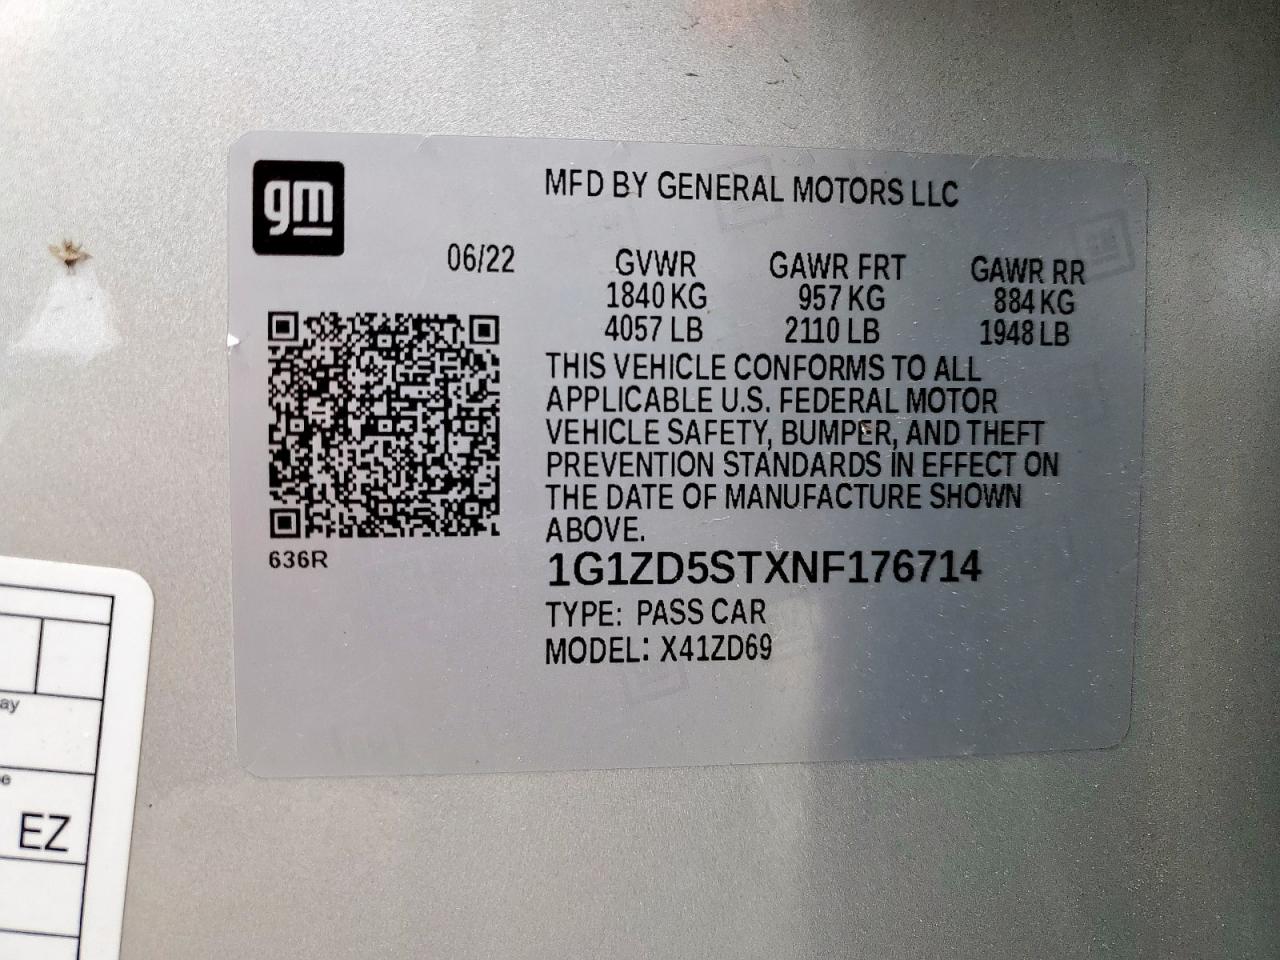 gm
MFD BY GENERAL MOTORS LLC
06/22 GVWR GAWR FRT GAWR RR
1840 KG 957 KG 884 KG
4057 LB 2110 LB 1948 LB
THIS VEHICLE CONFORMS TO ALL
APPLICABLE U.S. FEDERAL MOTOR
VEHICLE SAFETY, BUMPER, AND THEFT
PREVENTION STANDARDS IN EFFECT ON
THE DATE OF MANUFACTURE SHOWN
ABOVE.
636R
1G1ZD5STXNF176714
TYPE: PASS CAR
MODEL: X41ZD69
EZ